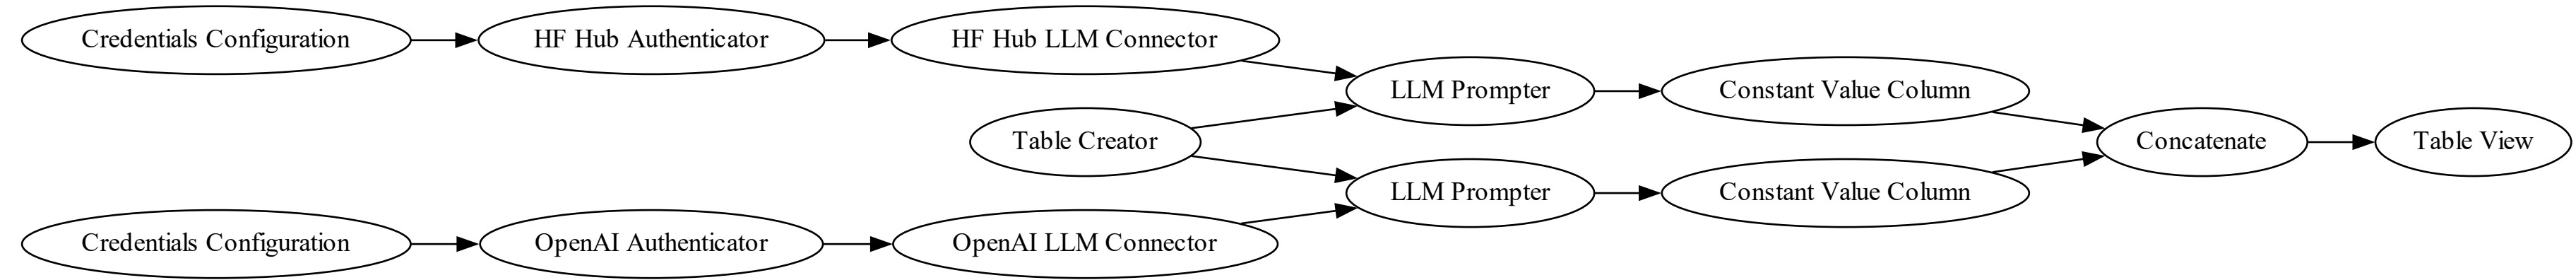 Credentials Configuration
HF Hub Authenticator
HF Hub LLM Connector
LLM Prompter
Constant Value Column
Table Creator
Concatenate
Table View
LLM Prompter
Constant Value Column
Credentials Configuration
OpenAI Authenticator
OpenAI LLM Connector